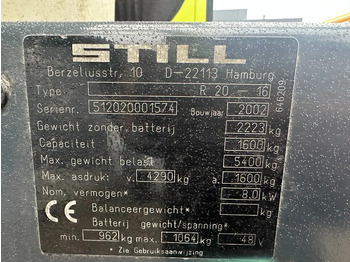 STILL
Berzeliusstr, 10 D-22113 Hamburg
Type R 20 - 16
Serienr. 512020001574 Bouwjaar 2002
Gewicht zonder batterij 2223 kg
Capaciteit 1600 kg
Max. gewicht belast 5400 kg
Max. asdruk: v. 4290 kg a. 1600 kg
Nom. vermogen* 8.0 kW
Balanceergewicht* kg
Batterij gewicht/spanning*
min. 962 kg max. 1064 kg 48 V
*Zie Gebruiksaanwijzing
646209